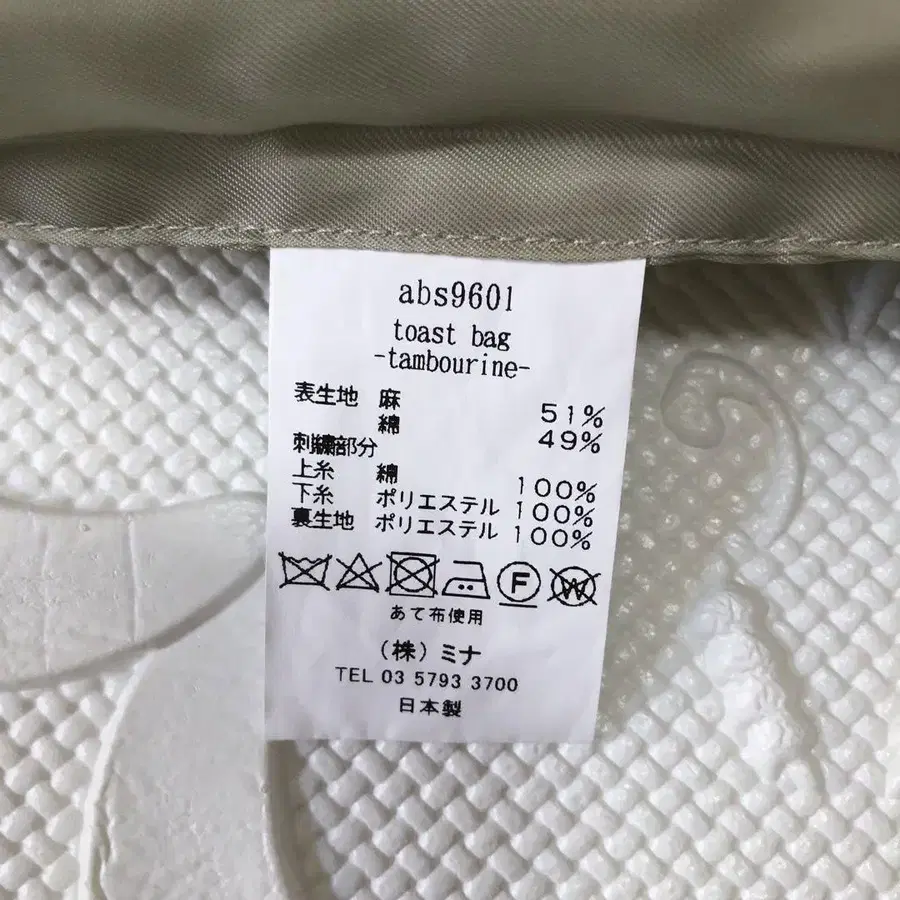 abs9601
toast bag
-tambourine-
表生地 麻 51%
綿 49%
刺繍部分
上糸 綿 100%
下糸 ポリエステル 100%
裏生地 ポリエステル 100%
F W
あて布使用
(株)ミナ
TEL 03 5793 3700
日本製